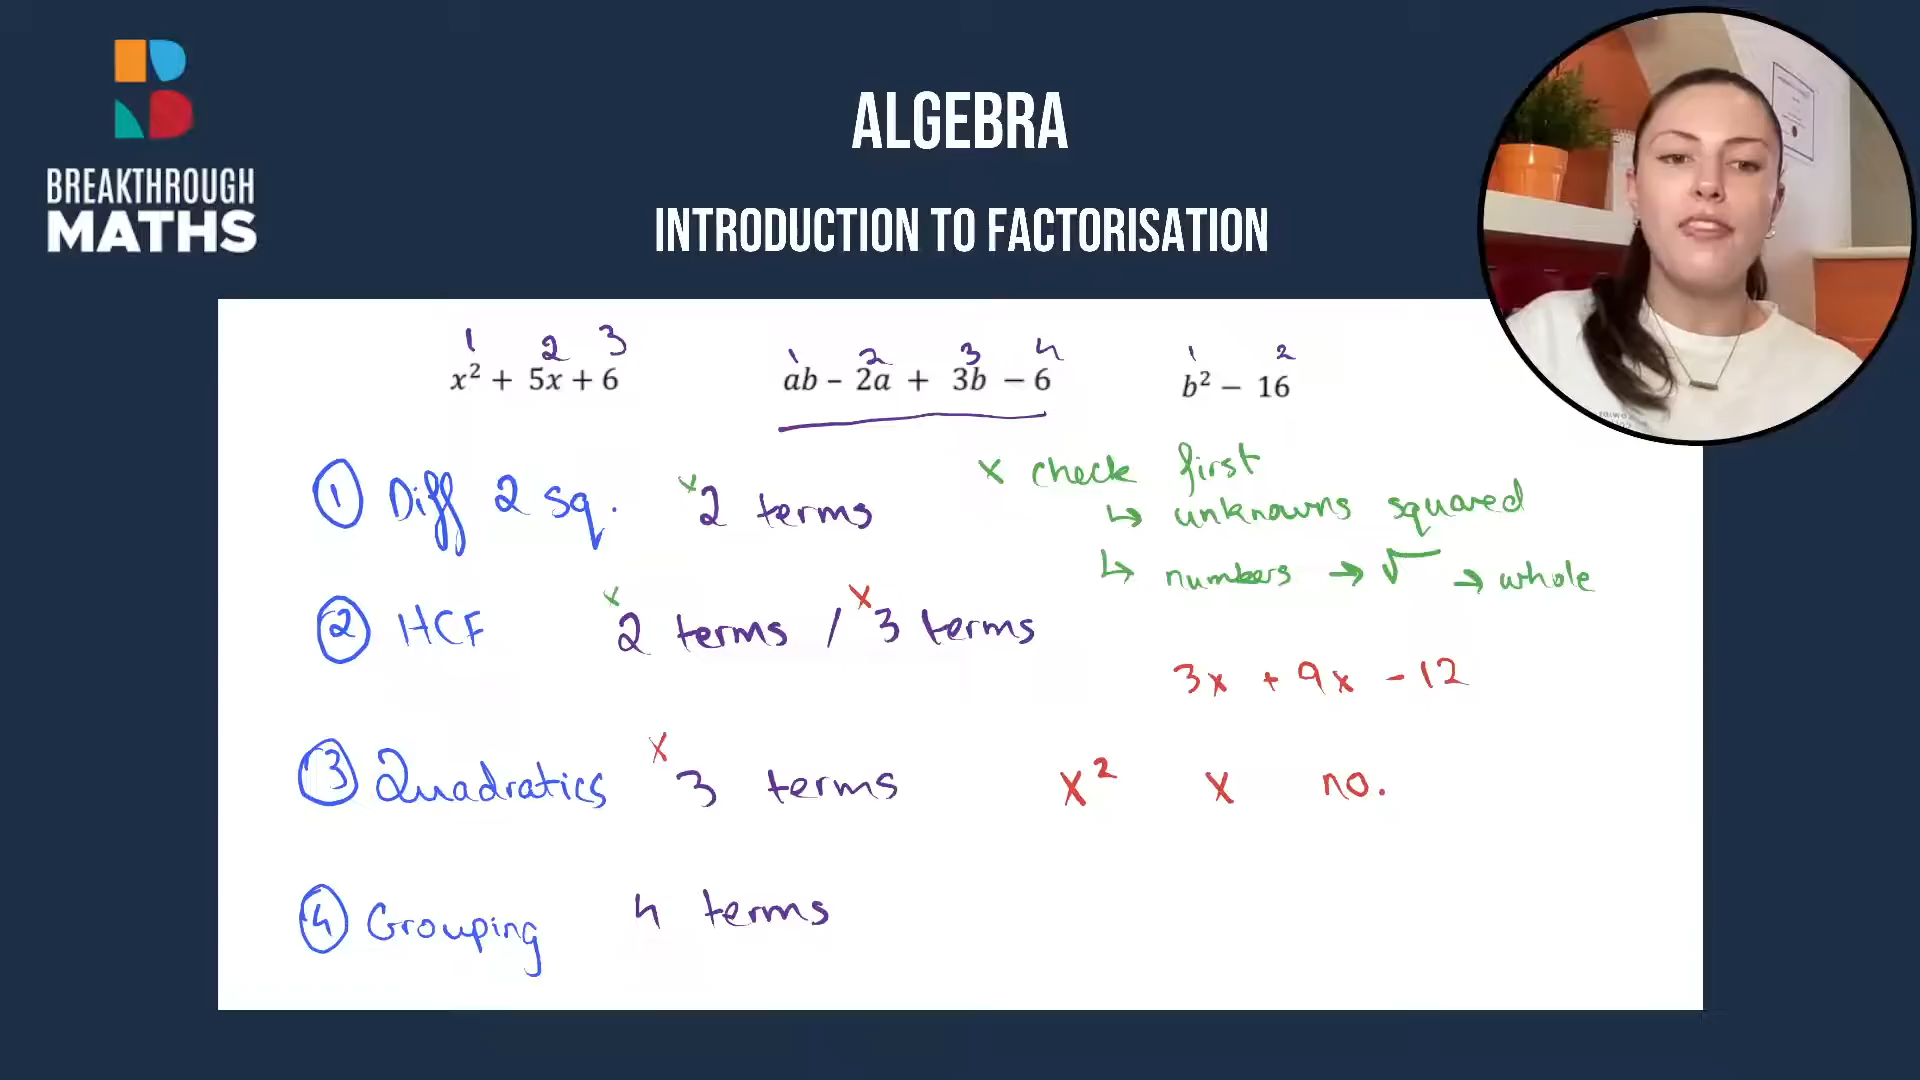 BREAKTHROUGH
MATHS
ALGEBRA
INTRODUCTION TO FACTORISATION
1 2 3
x² + 5x + 6
1 2 3 4
ab – 2a + 3b – 6
1 2
b² – 16
① Diff 2 sq. x 2 terms
x check first
↳ unknowns squared
↳ numbers → √ → whole
② HCF x 2 terms / x 3 terms
3x + 9x - 12
③ Quadratics x 3 terms x² x no.
④ Grouping 4 terms